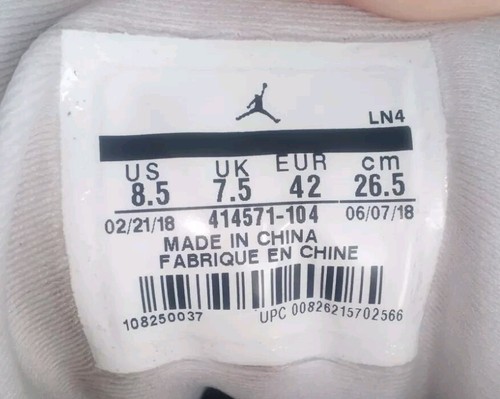 LN4
US UK EUR cm
8.5 7.5 42 26.5
02/21/18 414571-104 06/07/18
MADE IN CHINA
FABRIQUE EN CHINE
108250037 UPC 00826215702566